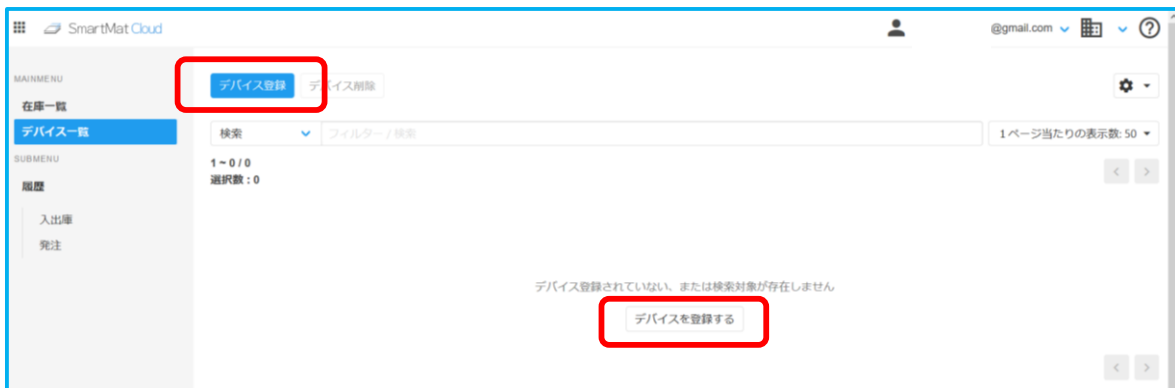 SmartMat Cloud
@gmail.com
MAINMENU
在庫一覧
デバイス一覧
SUBMENU
履歴
入出庫
発注
デバイス登録
デバイス削除
検索
フィルター / 検索
1ページ当たりの表示数: 50
1 ~ 0 / 0
選択数 : 0
デバイス登録されていない、または検索対象が存在しません
デバイスを登録する